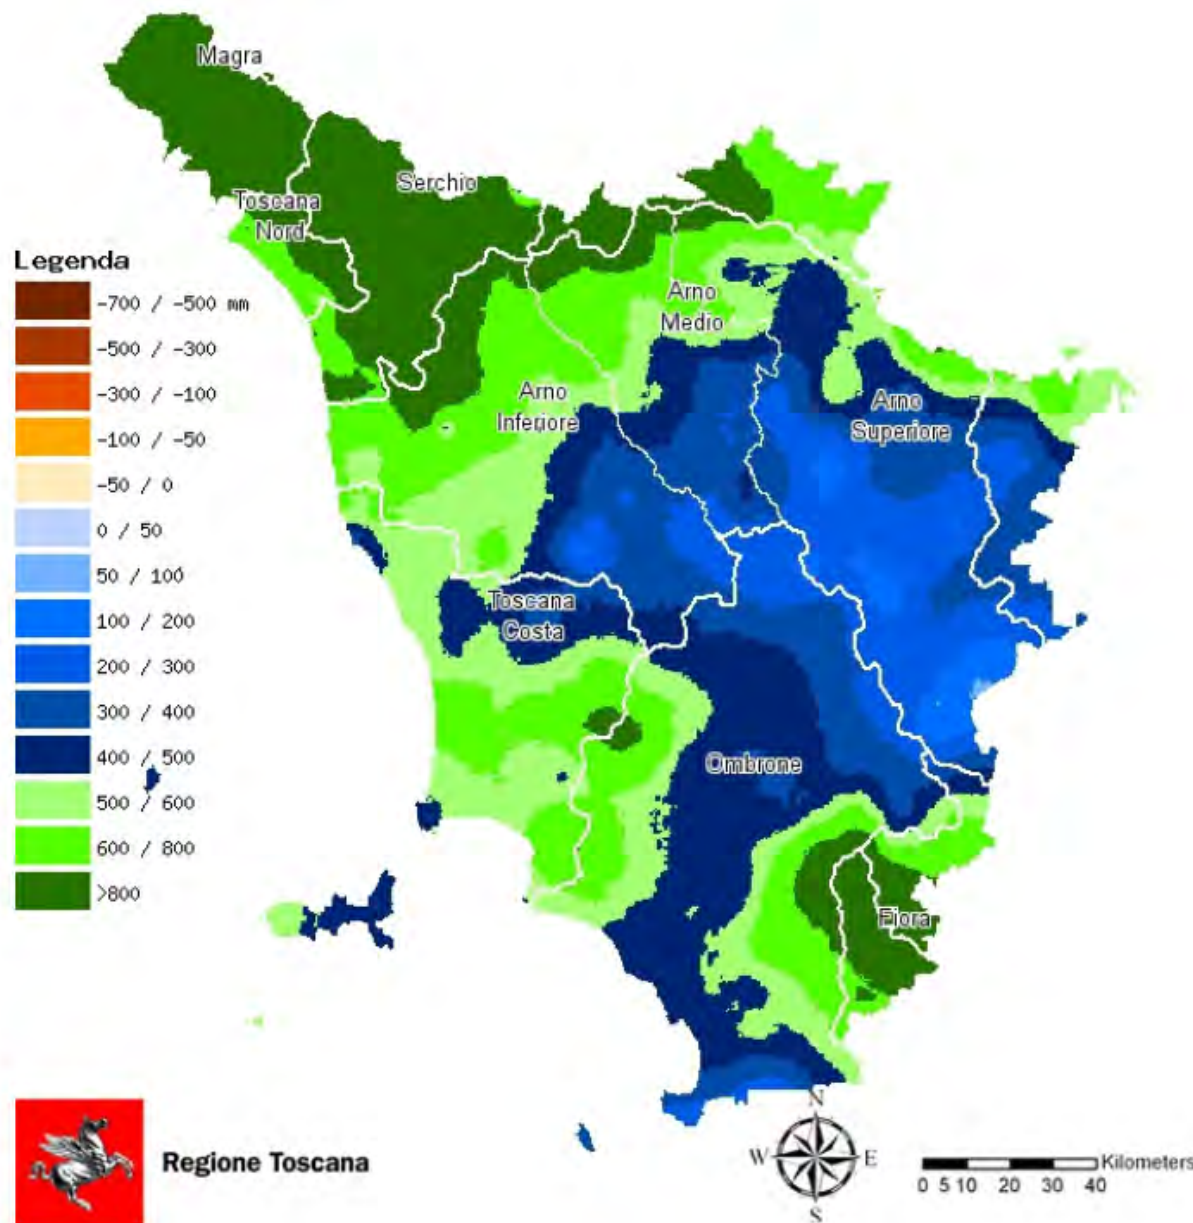 Magra
Serchio
Toscana
Nord
Legenda
-700 / -500 mm
-500 / -300
-300 / -100
-100 / -50
-50 / 0
0 / 50
50 / 100
100 / 200
200 / 300
300 / 400
400 / 500
500 / 600
600 / 800
>800
Arno
Medio
Arno
Inferiore
Arno
Superiore
Toscana
Costa
Ombrone
Fiora
Regione Toscana
N
W E
S
Kilometers
0 5 10 20 30 40